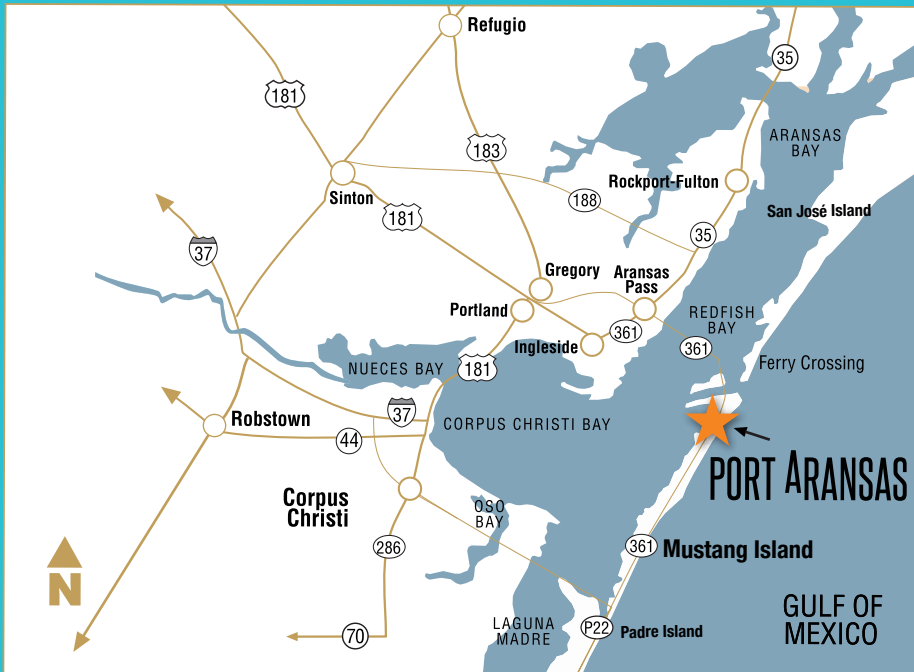 Refugio
35
181
ARANSAS
BAY
183
Rockport-Fulton
Sinton
188
San José Island
181
35
37
Gregory
Aransas
Pass
Portland
REDFISH
BAY
361
Ingleside
361
Ferry Crossing
NUECES BAY
181
37
Robstown
CORPUS CHRISTI BAY
44
PORT ARANSAS
Corpus
Christi
OSO
BAY
286
361
Mustang Island
N
GULF OF
MEXICO
LAGUNA
MADRE
P22
Padre Island
70